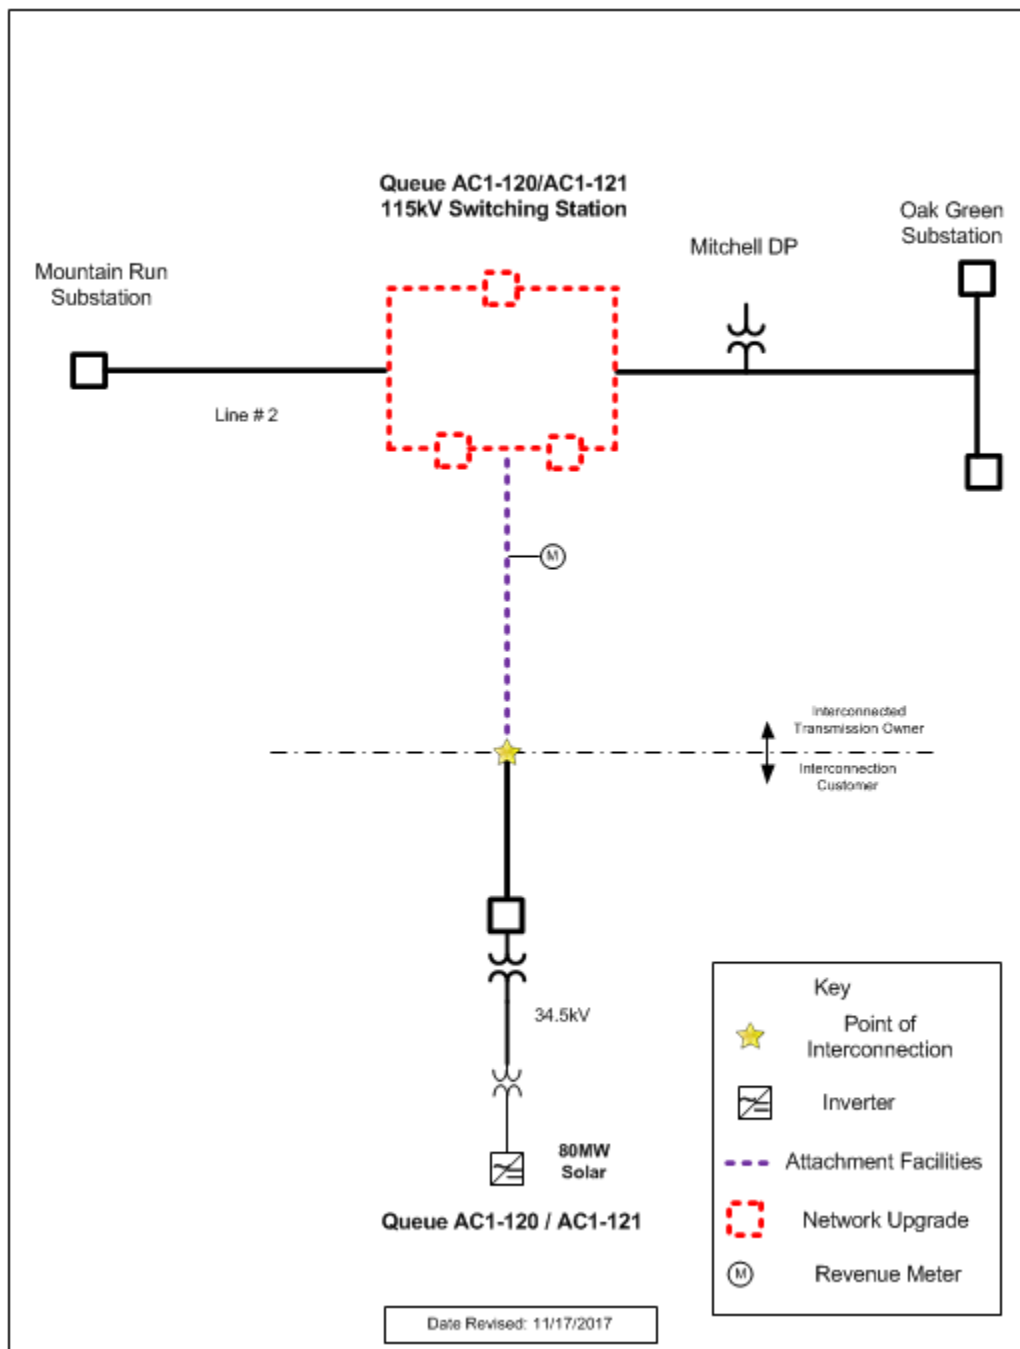 Queue AC1-120/AC1-121
115kV Switching Station
Oak Green
Substation
Mitchell DP
Mountain Run
Substation
Line # 2
M
Interconnected
Transmission Owner
Interconnection
Customer
34.5kV
80MW
Solar
Queue AC1-120 / AC1-121
Key
Point of
Interconnection
Inverter
Attachment Facilities
Network Upgrade
M
Revenue Meter
Date Revised: 11/17/2017